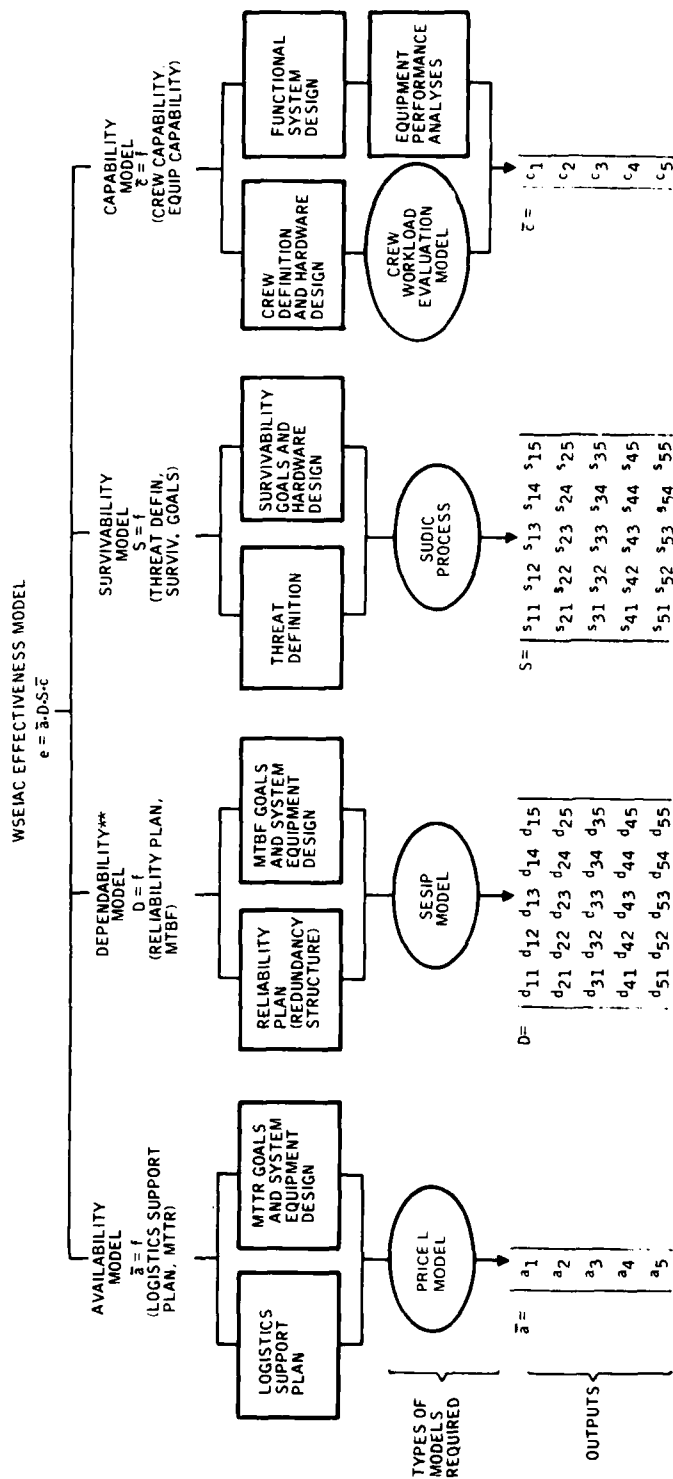 WSEIAC EFFECTIVENESS MODEL
e = a̅·D·S·c̅
AVAILABILITY
MODEL
a̅ = f
(LOGISTICS SUPPORT
PLAN, MTTR)
LOGISTICS
SUPPORT
PLAN
MTTR GOALS
AND SYSTEM
EQUIPMENT
DESIGN
PRICE L
MODEL
a̅ =
a1
a2
a3
a4
a5
DEPENDABILITY**
MODEL
D = f
(RELIABILITY PLAN,
MTBF)
RELIABILITY
PLAN
(REDUNDANCY
STRUCTURE)
MTBF GOALS
AND SYSTEM
EQUIPMENT
DESIGN
SESIP
MODEL
D=
d11 d12 d13 d14 d15
d21 d22 d23 d24 d25
d31 d32 d33 d34 d35
d41 d42 d43 d44 d45
d51 d52 d53 d54 d55
SURVIVABILITY
MODEL
S = f
(THREAT DEFIN,
SURVIV. GOALS)
THREAT
DEFINITION
SURVIVABILITY
GOALS AND
HARDWARE
DESIGN
SUDIC
PROCESS
S=
s11 s12 s13 s14 s15
s21 s22 s23 s24 s25
s31 s32 s33 s34 s35
s41 s42 s43 s44 s45
s51 s52 s53 s54 s55
CAPABILITY
MODEL
c̅ = f
(CREW CAPABILITY,
EQUIP CAPABILITY)
CREW
DEFINITION
AND HARDWARE
DESIGN
FUNCTIONAL
SYSTEM
DESIGN
CREW
WORKLOAD
EVALUATION
MODEL
EQUIPMENT
PERFORMANCE
ANALYSES
c̅ =
c1
c2
c3
c4
c5
TYPES OF
MODELS
REQUIRED
OUTPUTS